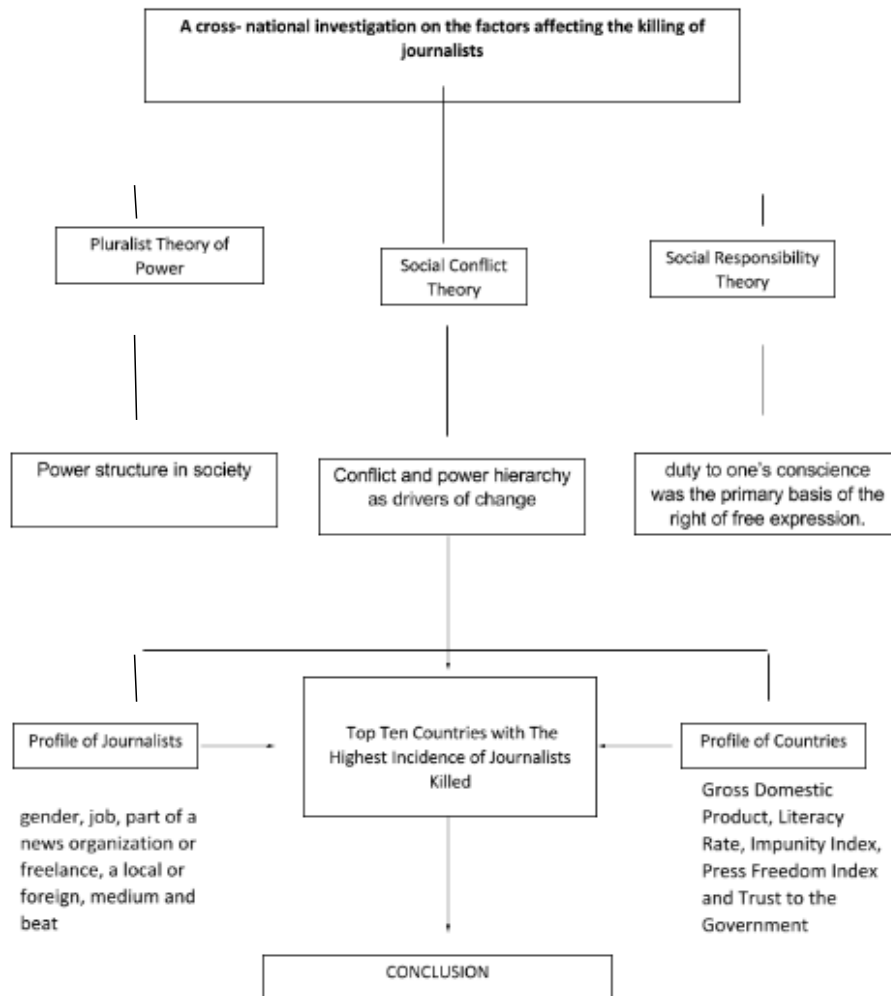 A cross- national investigation on the factors affecting the killing of
journalists
Pluralist Theory of
Power
Social Conflict
Theory
Social Responsibility
Theory
Power structure in society
Conflict and power hierarchy
as drivers of change
duty to one's conscience
was the primary basis of the
right of free expression.
Profile of Journalists
Top Ten Countries with The
Highest Incidence of Journalists
Killed
Profile of Countries
gender, job, part of a
news organization or
freelance, a local or
foreign, medium and
beat
Gross Domestic
Product, Literacy
Rate, Impunity Index,
Press Freedom Index
and Trust to the
Government
CONCLUSION